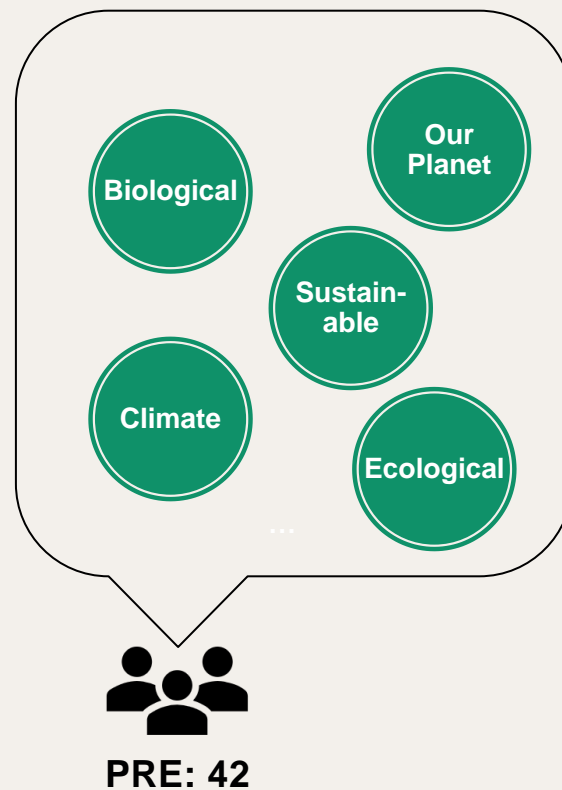 Our
Planet
Biological
Sustain-
able
Climate
Ecological
...
PRE: 42